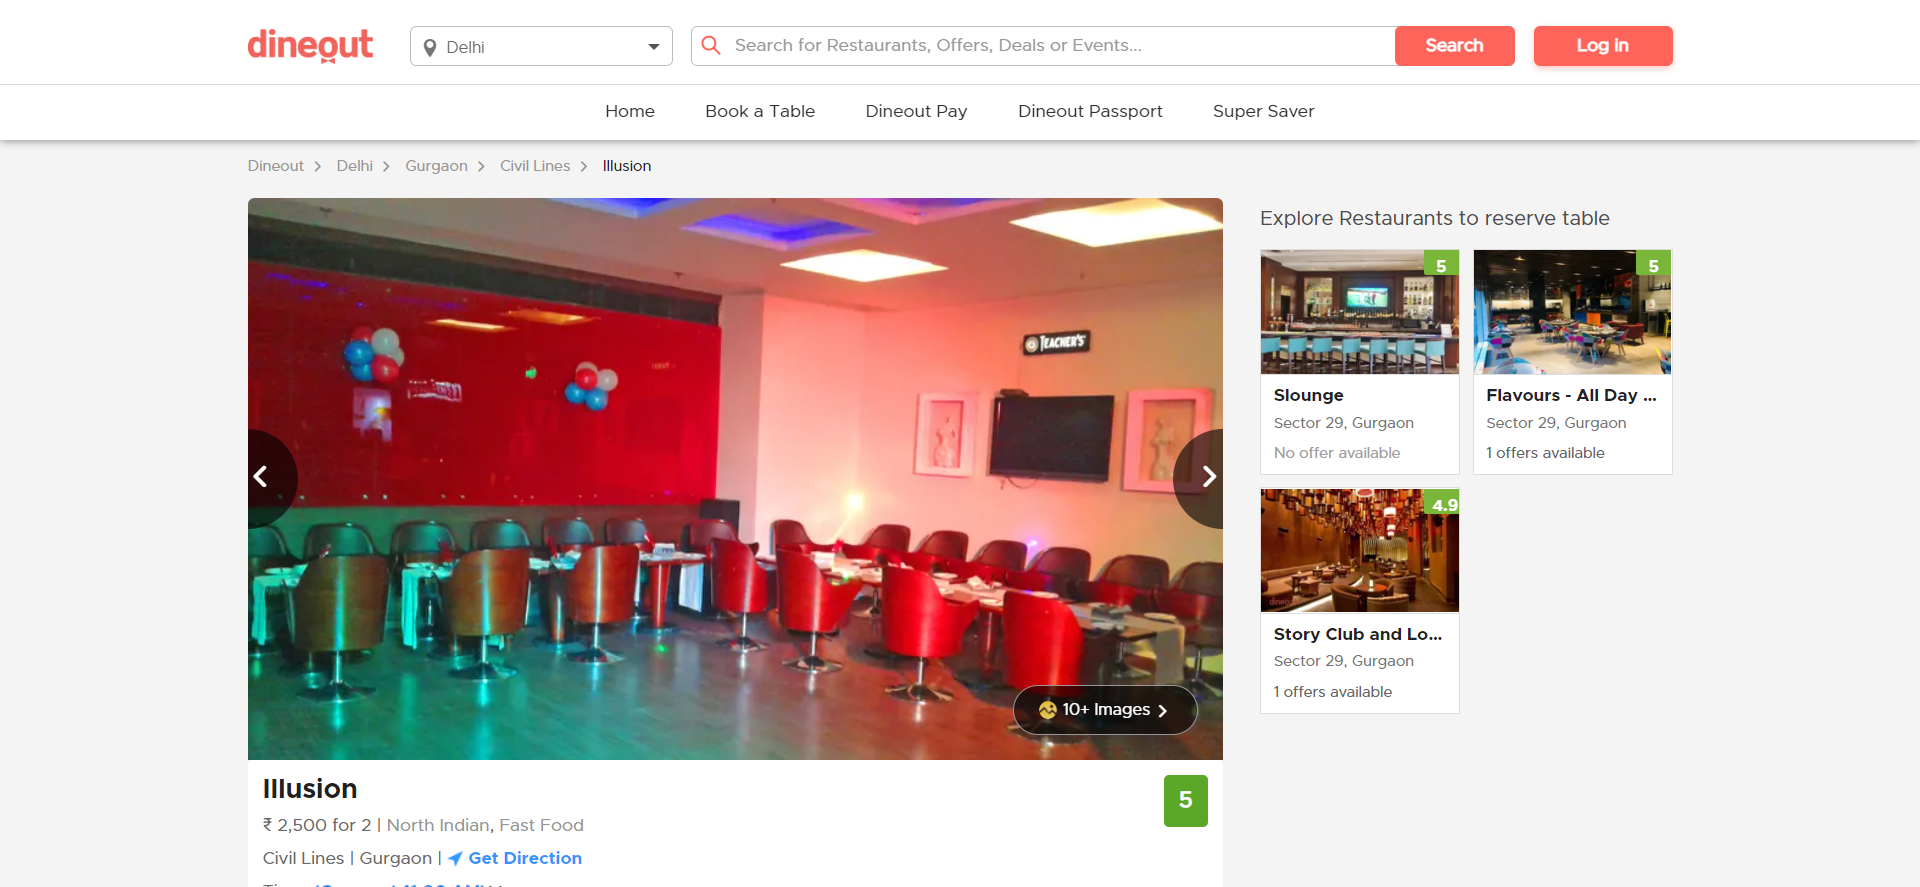 dineout
Delhi
Search for Restaurants, Offers, Deals or Events...
Search
Log in
Home
Book a Table
Dineout Pay
Dineout Passport
Super Saver
Dineout > Delhi > Gurgaon > Civil Lines > Illusion
TEACHER'S
10+ Images
Illusion
5
₹ 2,500 for 2 | North Indian, Fast Food
Civil Lines | Gurgaon | Get Direction
Explore Restaurants to reserve table
5
Slounge
Sector 29, Gurgaon
No offer available
5
Flavours - All Day ...
Sector 29, Gurgaon
1 offers available
4.9
Story Club and Lo...
Sector 29, Gurgaon
1 offers available